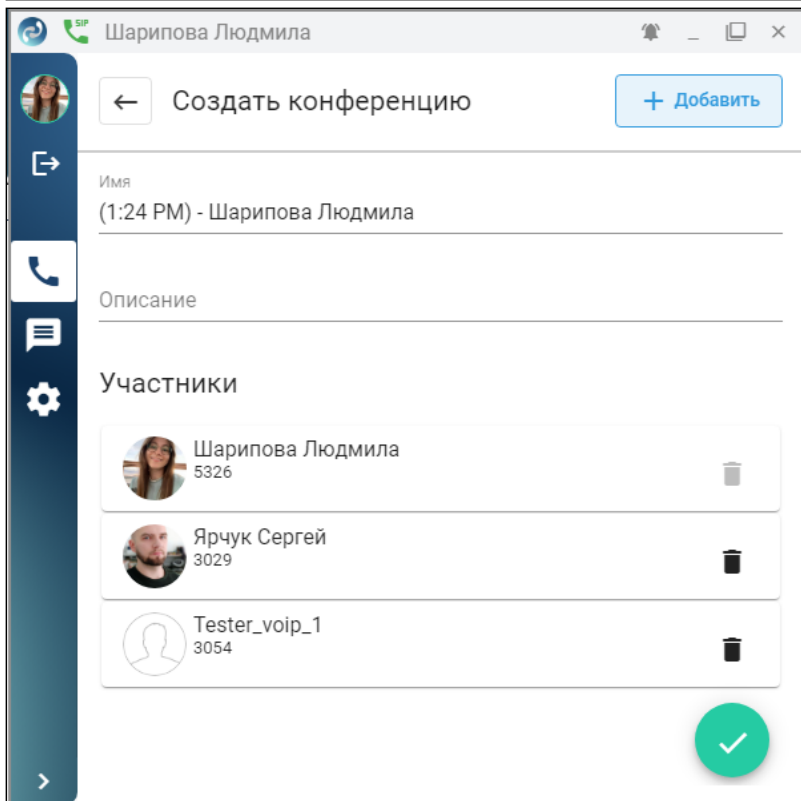 SIP
Шарипова Людмила
Создать конференцию
+ Добавить
Имя
(1:24 PM) - Шарипова Людмила
Описание
Участники
Шарипова Людмила
5326
Ярчук Сергей
3029
Tester_voip_1
3054